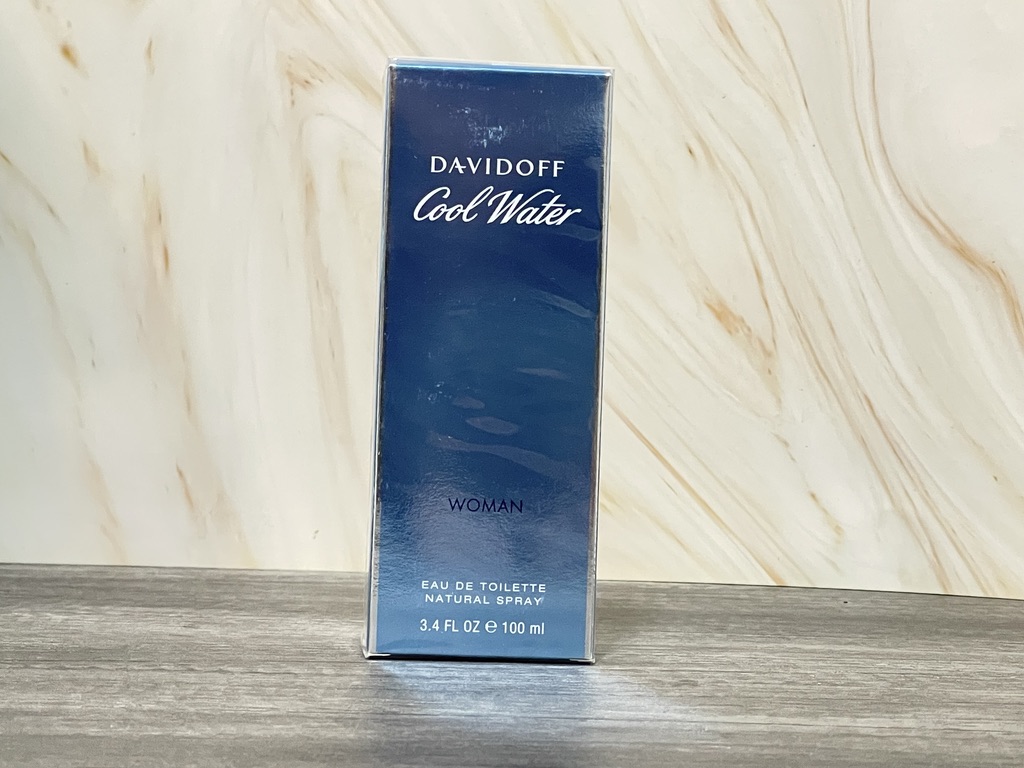 DAVIDOFF
Cool Water
WOMAN
EAU DE TOILETTE
NATURAL SPRAY
3.4 FL OZ ℮ 100 ml